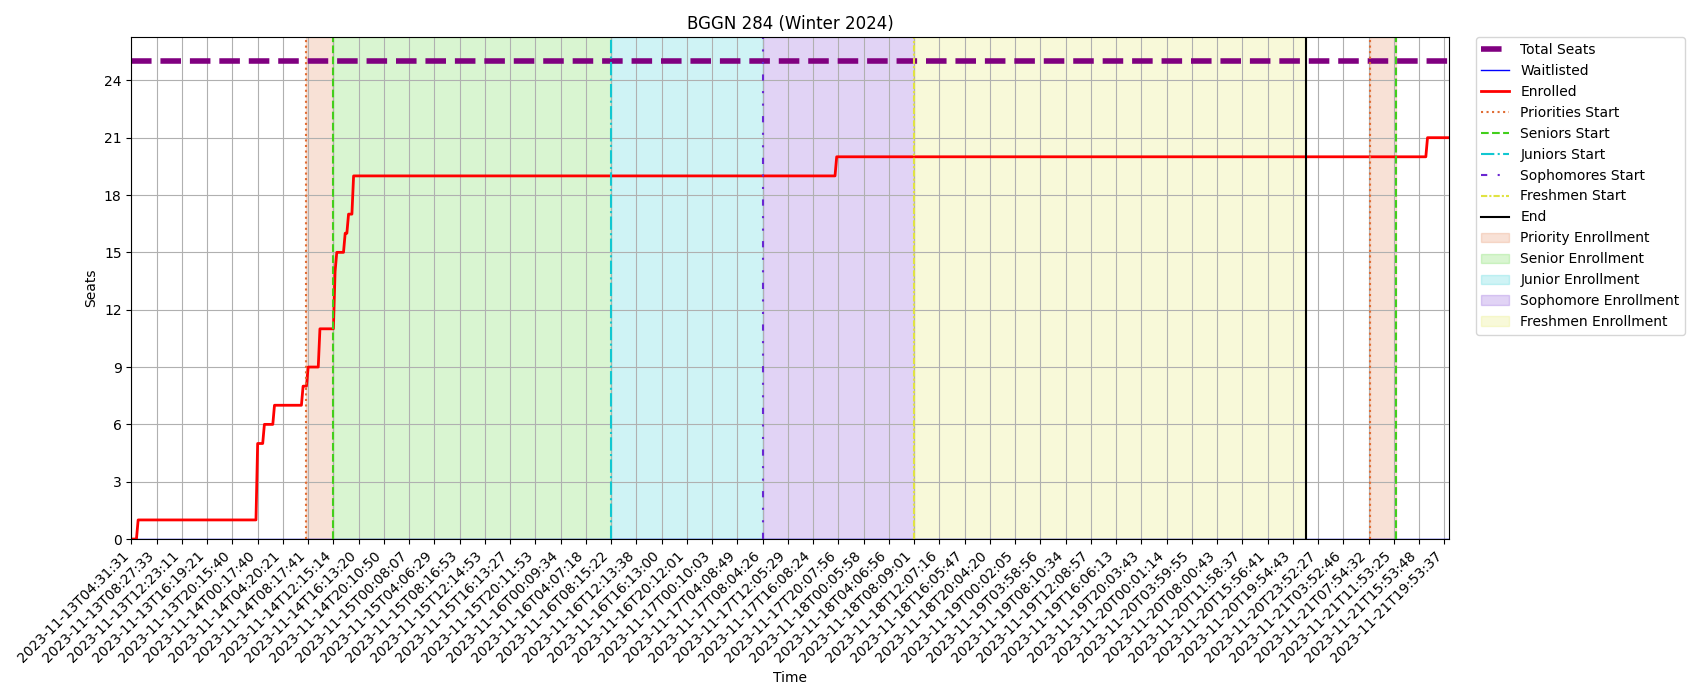 BGGN 284 (Winter 2024)
Seats
24
21
18
15
12
9
6
3
0
2023-11-13T04:31:31
2023-11-13T08:27:33
2023-11-13T12:23:11
2023-11-13T16:19:21
2023-11-13T20:15:40
2023-11-14T00:17:40
2023-11-14T04:20:21
2023-11-14T08:17:41
2023-11-14T12:15:14
2023-11-14T16:13:20
2023-11-14T20:10:50
2023-11-15T00:08:07
2023-11-15T04:06:29
2023-11-15T08:16:53
2023-11-15T12:14:53
2023-11-15T16:13:27
2023-11-15T20:11:53
2023-11-16T00:09:34
2023-11-16T04:07:18
2023-11-16T08:15:22
2023-11-16T12:13:38
2023-11-16T16:13:00
2023-11-16T20:12:01
2023-11-17T00:10:03
2023-11-17T04:08:49
2023-11-17T08:04:26
2023-11-17T12:05:29
2023-11-17T16:08:24
2023-11-17T20:07:56
2023-11-18T00:05:58
2023-11-18T04:06:56
2023-11-18T08:09:01
2023-11-18T12:07:16
2023-11-18T16:05:47
2023-11-18T20:04:20
2023-11-19T00:02:05
2023-11-19T03:58:56
2023-11-19T08:10:34
2023-11-19T12:08:57
2023-11-19T16:06:13
2023-11-19T20:03:43
2023-11-20T00:01:14
2023-11-20T03:59:55
2023-11-20T08:00:43
2023-11-20T11:58:37
2023-11-20T15:56:41
2023-11-20T19:54:43
2023-11-20T23:52:27
2023-11-21T03:52:46
2023-11-21T07:54:32
2023-11-21T11:53:25
2023-11-21T15:53:48
2023-11-21T19:53:37
Time
Total Seats
Waitlisted
Enrolled
Priorities Start
Seniors Start
Juniors Start
Sophomores Start
Freshmen Start
End
Priority Enrollment
Senior Enrollment
Junior Enrollment
Sophomore Enrollment
Freshmen Enrollment